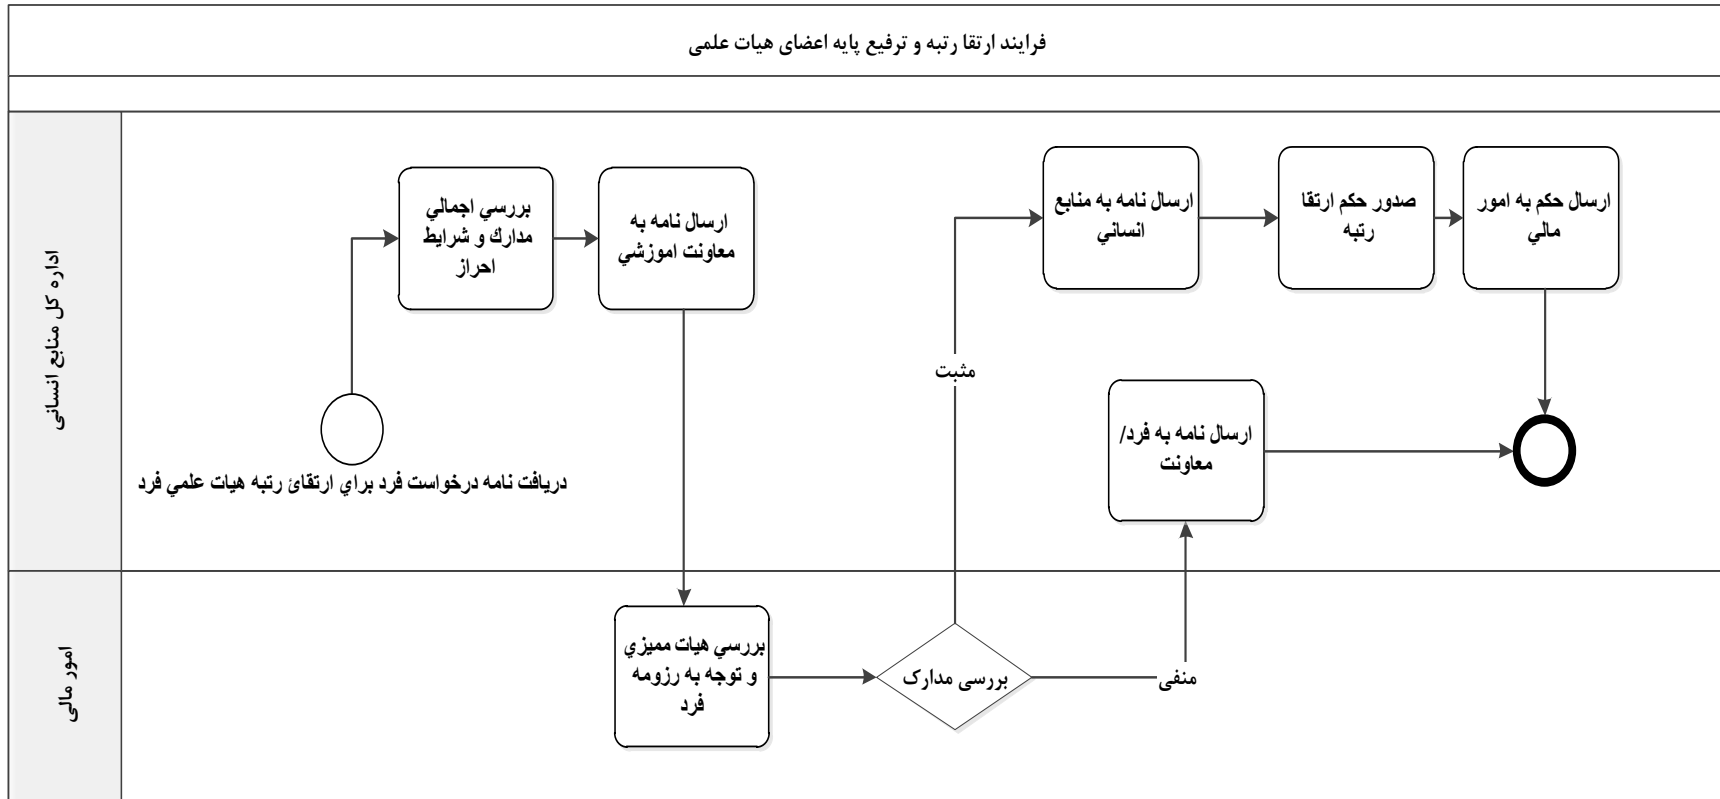 فرایند ارتقا رتبه و ترفیع پایه اعضای هیات علمی
اداره کل منابع انسانی
دريافت نامه درخواست فرد براي ارتقائ رتبه هيات علمي فرد
بررسي اجمالي
مدارك و شرايط
احراز
ارسال نامه به
معاونت اموزشي
ارسال نامه به منابع
انساني
صدور حكم ارتقا
رتبه
ارسال حكم به امور
مالي
مثبت
ارسال نامه به فرد/
معاونت
امور مالی
بررسي هيات مميزي
و توجه به رزومه
فرد
بررسی مدارک
منفی